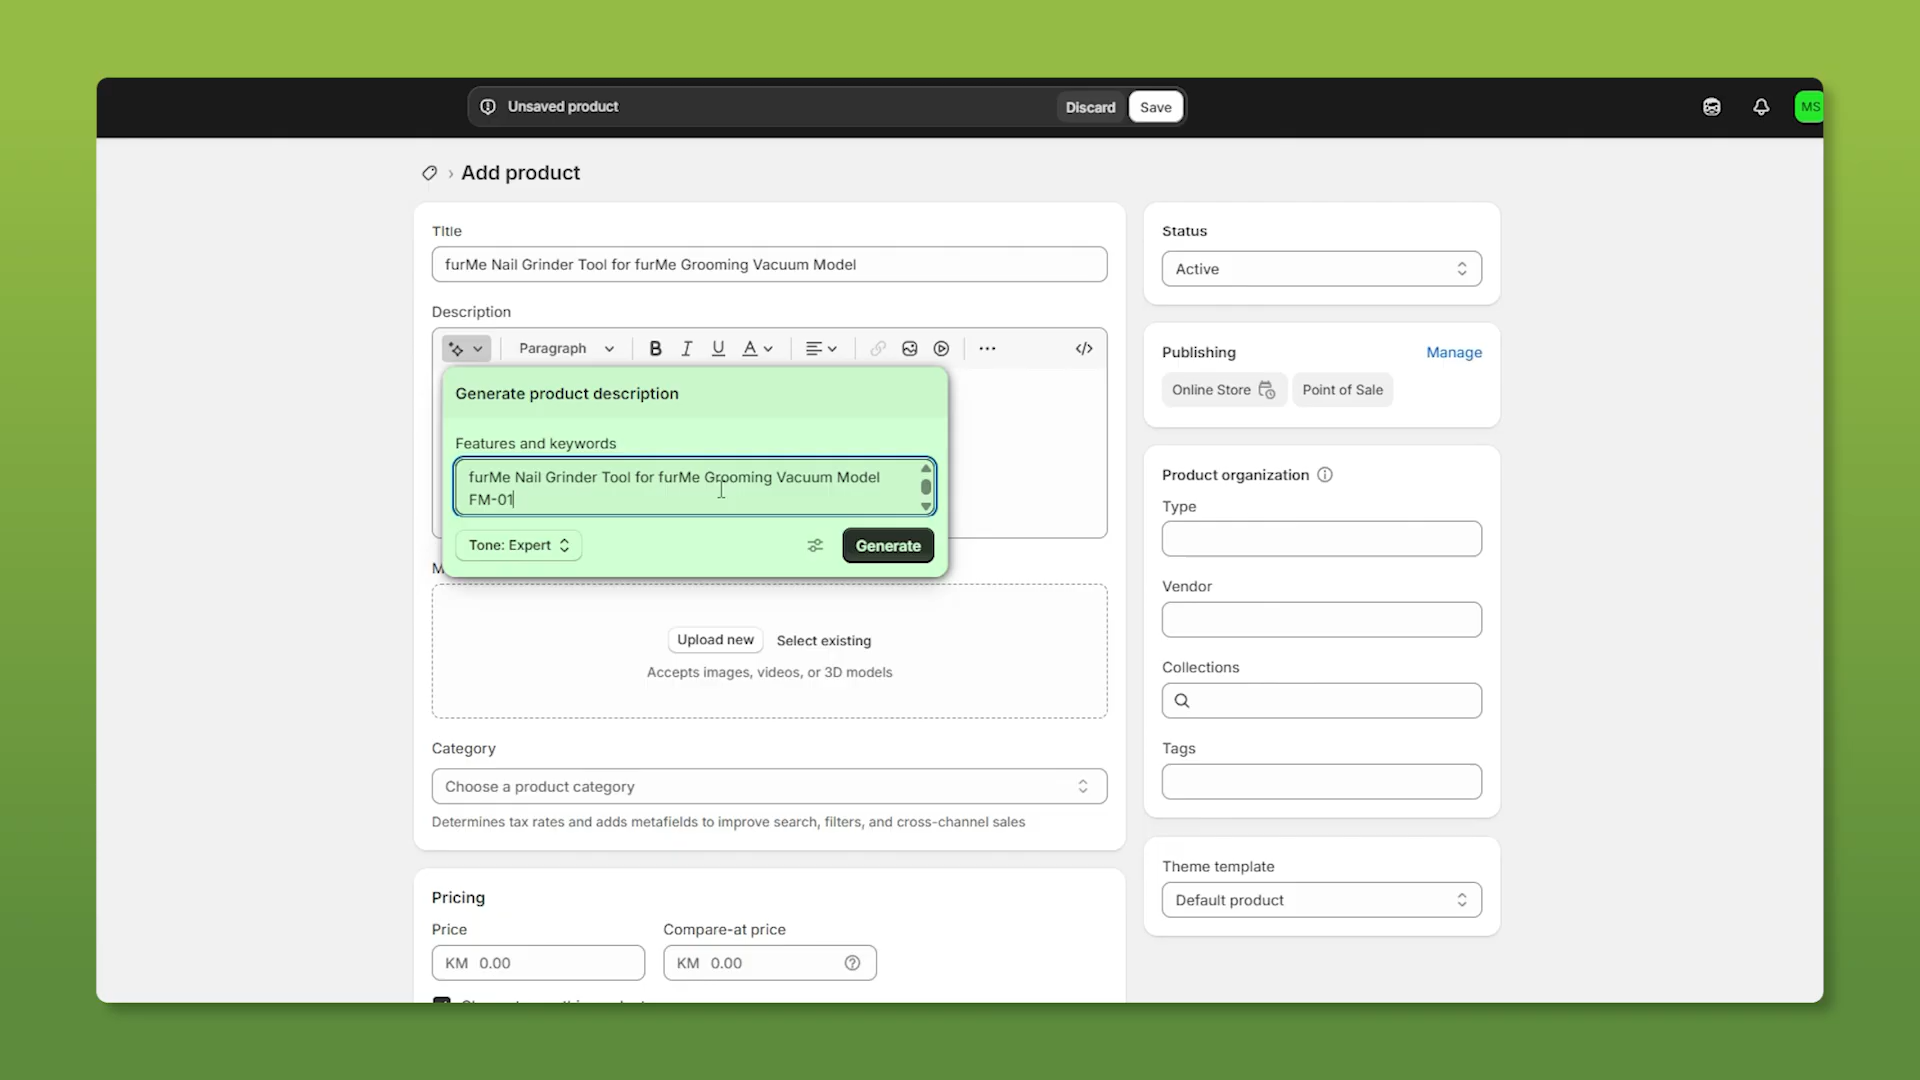 Unsaved product
Discard
Save
MS
Add product
Title
furMe Nail Grinder Tool for furMe Grooming Vacuum Model
Description
Paragraph
Generate product description
Features and keywords
furMe Nail Grinder Tool for furMe Grooming Vacuum Model
FM-01
Tone: Expert
Generate
Upload new
Select existing
Accepts images, videos, or 3D models
Category
Choose a product category
Determines tax rates and adds metafields to improve search, filters, and cross-channel sales
Pricing
Price
Compare-at price
KM 0.00
KM 0.00
Status
Active
Publishing
Manage
Online Store
Point of Sale
Product organization
Type
Vendor
Collections
Tags
Theme template
Default product